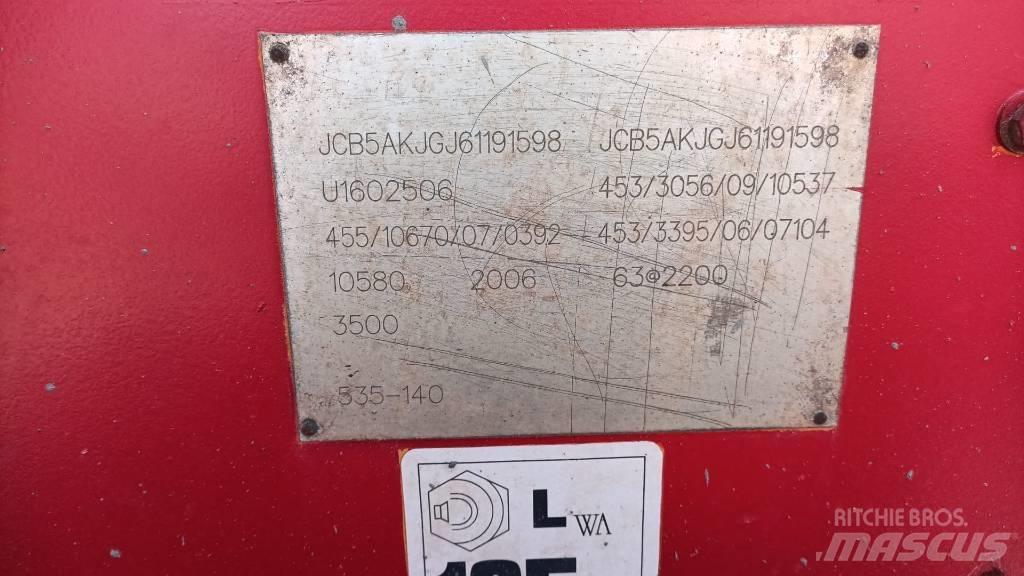 JCB5AKJGJ61191598 JCB5AKJGJ61191598
U1602506 453/3056/09/10537
455/10670/07/0392 453/3395/06/07104
10580 2006 63@2200
3500
535-140
L WA
RITCHIE BROS.
MASCUS